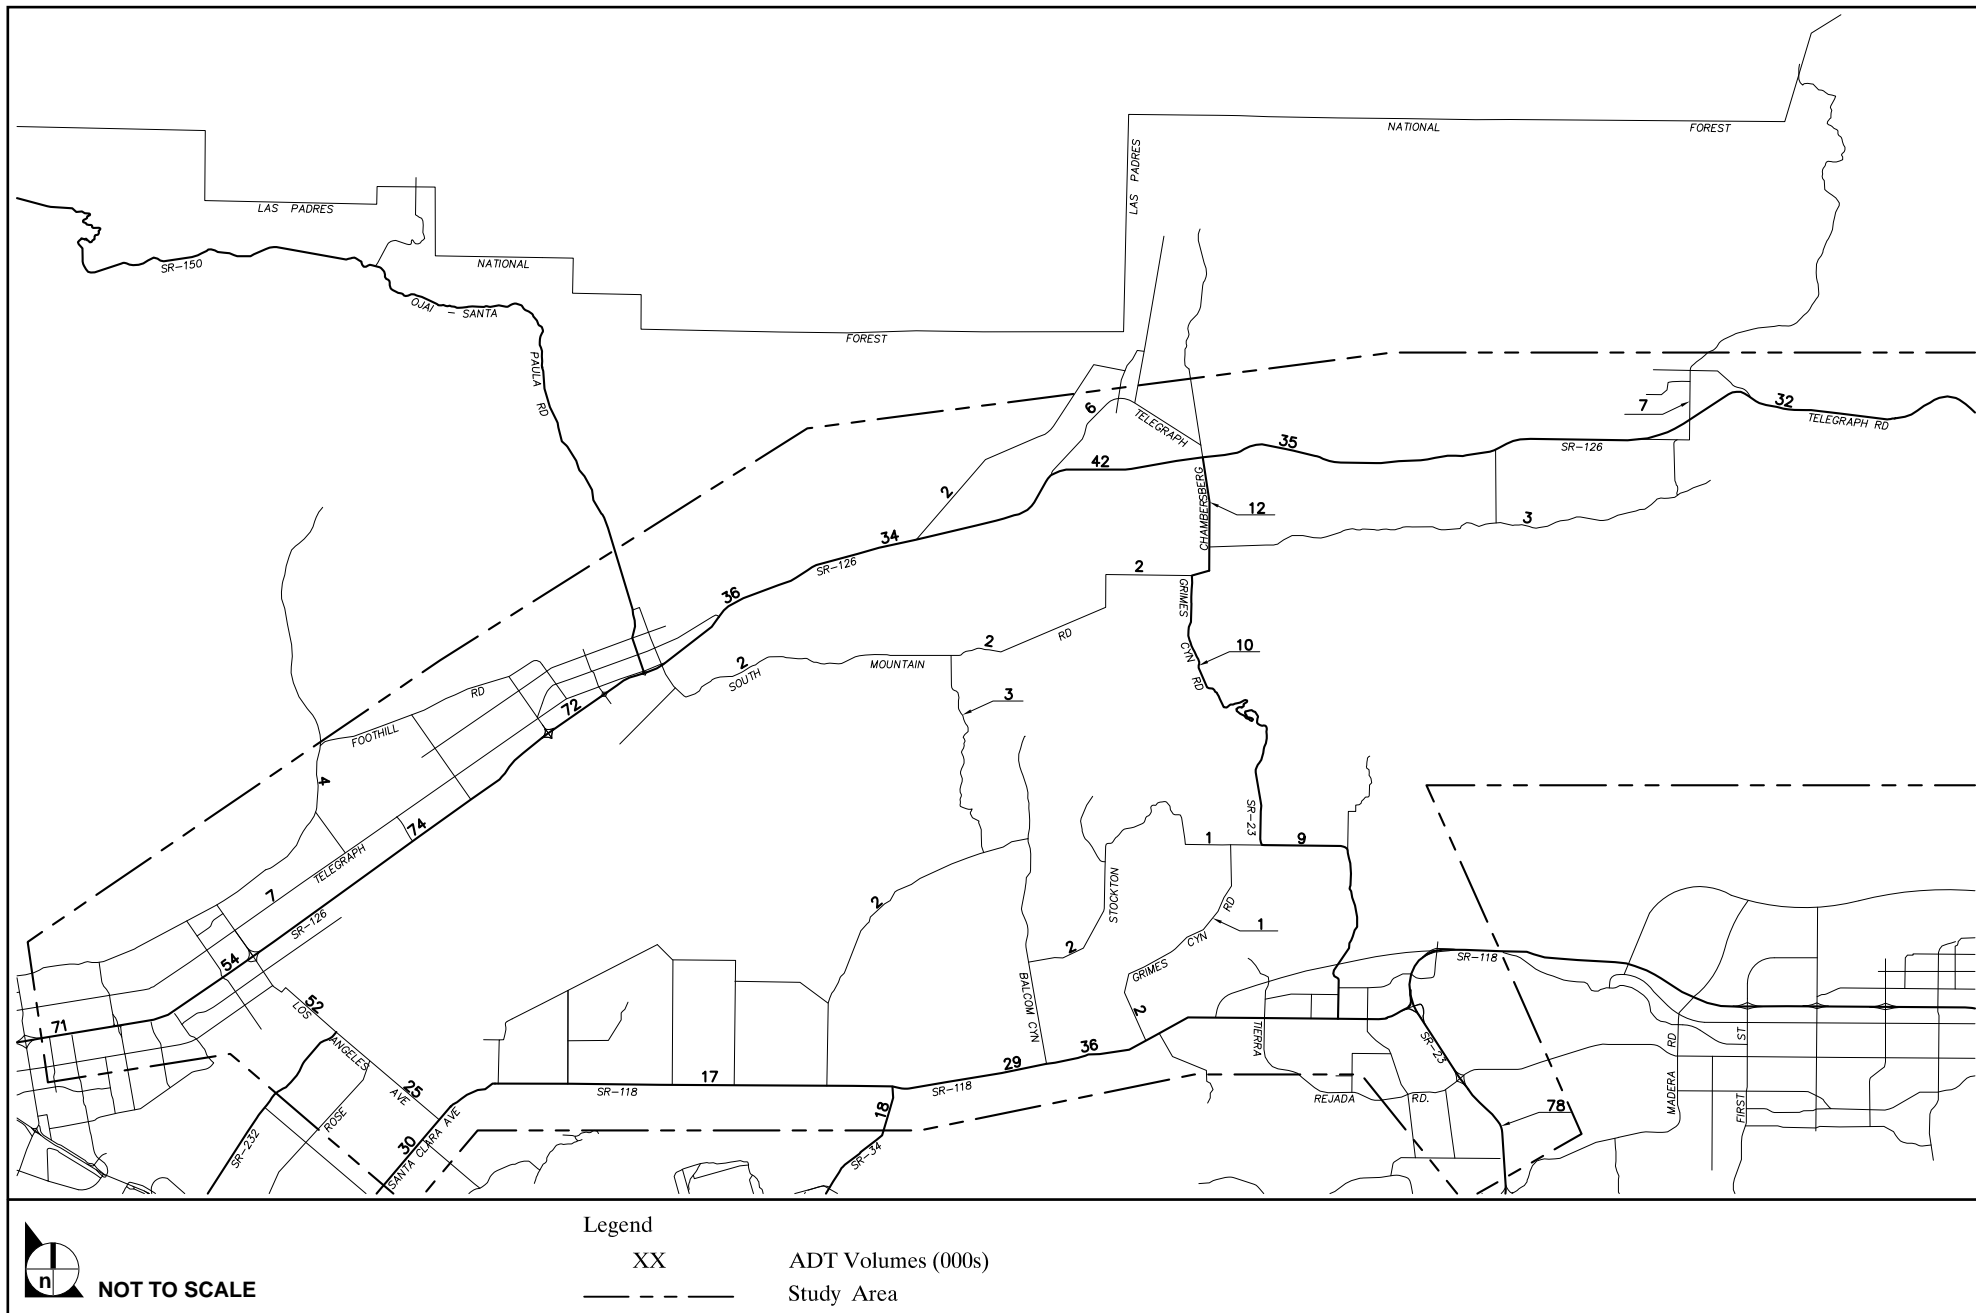 NATIONAL
FOREST
LAS PADRES
LAS PADRES
SR-150
NATIONAL
OJAI - SANTA
PAULA RD
FOREST
6
TELEGRAPH
7
32
TELEGRAPH RD
35
SR-126
42
2
CHAMBERSBERG
12
3
34
SR-126
36
2
GRIMES
CYN RD
10
RD
2
MOUNTAIN
2
SOUTH
3
RD
FOOTHILL
72
4
74
TELEGRAPH
7
SR-126
54
SR-23
9
1
STOCKTON
2
2
RD
1
CYN
GRIMES
2
BALCOM CYN
SR-118
52
LOS
ANGELES
AVE
71
25
30
SANTA CLARA AVE
ROSE
SR-232
17
SR-118
18
SR-34
29
SR-118
36
TIERRA
REJADA RD.
SR-23
78
MADERA RD
FIRST ST
n
NOT TO SCALE
Legend
XX ADT Volumes (000s)
Study Area